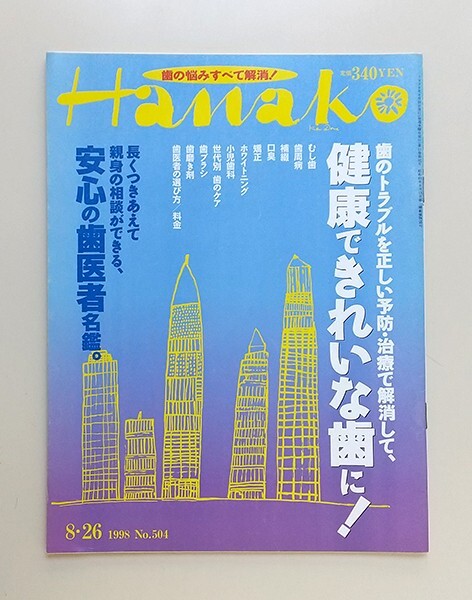 歯の悩みすべて解消!
定価340YEN
Hanako
歯のトラブルを正しい予防・治療で解消して、
健康できれいな歯に!
むし歯
歯周病
補綴
口臭
矯正
ホワイトニング
小児歯科
世代別 歯のケア
歯ブラシ
歯磨き剤
歯医者の選び方 料金
長くつきあえて
親身の相談ができる、
安心の歯医者名鑑。
8・26 1998 No.504